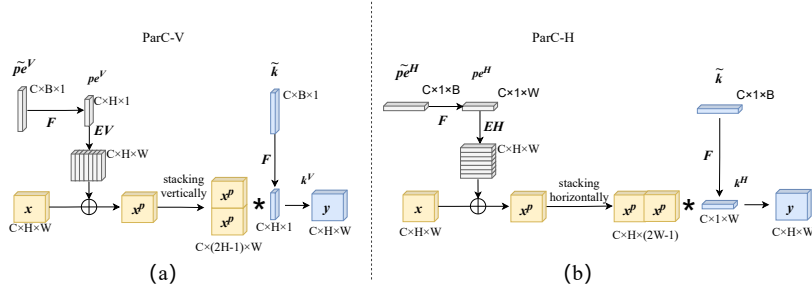 ParC-V
p̃e^V
C×B×1
pe^V
C×H×1
F
EV
C×H×W
x
C×H×W
x^p
stacking
vertically
x^p
x^p
C×(2H-1)×W
*
k̃
C×B×1
F
k^V
C×H×1
y
C×H×W
(a)
ParC-H
p̃e^H
C×1×B
pe^H
C×1×W
F
EH
C×H×W
x
C×H×W
x^p
stacking
horizontally
x^p x^p
C×H×(2W-1)
*
k̃
C×1×B
F
k^H
C×1×W
y
C×H×W
(b)